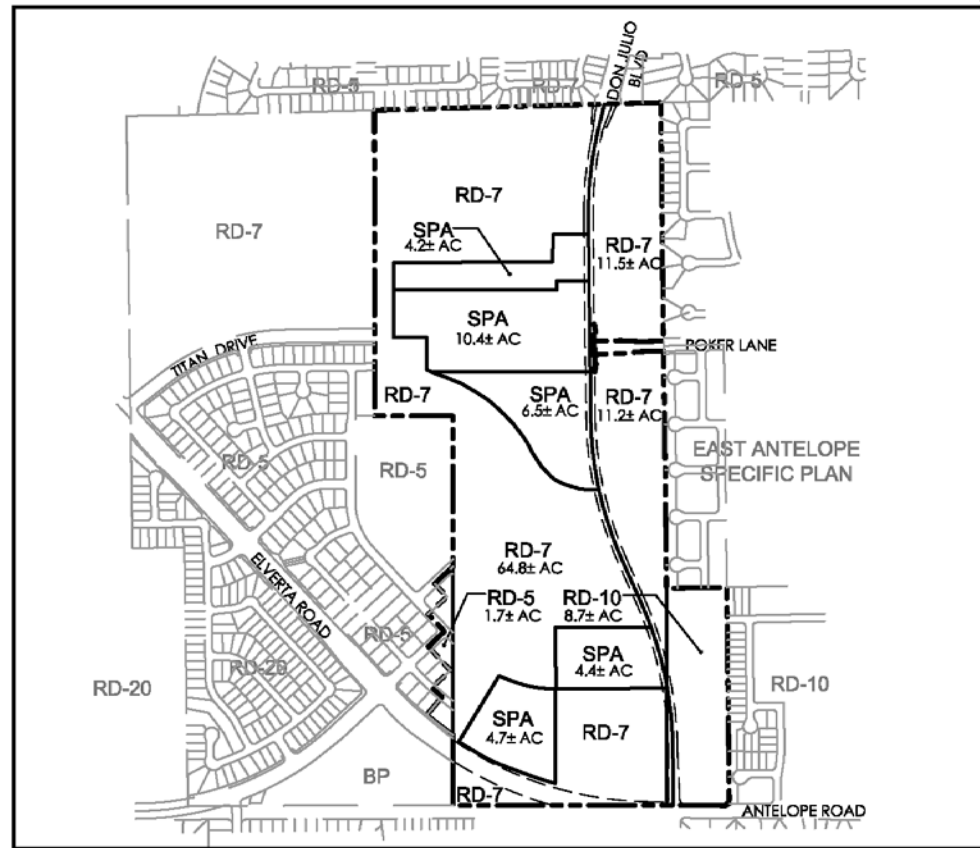 DON JULIO
BLVD
RD-5
RD-7
RD-5
RD-7
RD-7
SPA
4.2± AC
RD-7
11.5± AC
SPA
10.4± AC
POKER LANE
TITAN DRIVE
RD-7
SPA
6.5± AC
RD-7
11.2± AC
EAST ANTELOPE
SPECIFIC PLAN
RD-5
RD-5
ELVERTA ROAD
RD-7
64.8± AC
RD-5
1.7± AC
RD-10
8.7± AC
RD-5
SPA
4.4± AC
RD-20
RD-20
RD-10
SPA
4.7± AC
RD-7
BP
RD-7
ANTELOPE ROAD